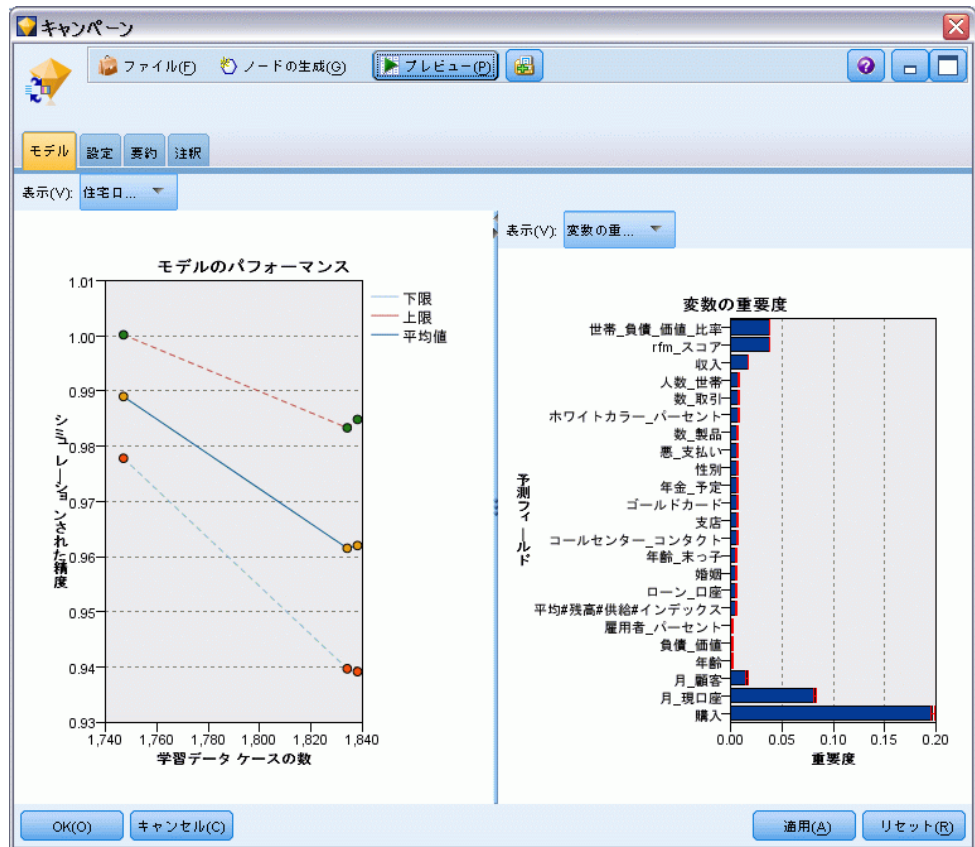 キャンペーン
ファイル(F) ノードの生成(G) プレビュー(P)
モデル 設定 要約 注釈
表示(V): 住宅ロ...
モデルのパフォーマンス
下限
上限
平均値
1.01
1.00
0.99
0.98
0.97
0.96
0.95
0.94
0.93
シミュレーションされた精度
1,740 1,760 1,780 1,800 1,820 1,840
学習データ ケースの数
表示(V): 変数の重...
変数の重要度
世帯_負債_価値_比率
rfm_スコア
収入
人数_世帯
数_取引
ホワイトカラー_パーセント
数_製品
悪_支払い
性別
年金_予定
ゴールドカード
支店
コールセンター_コンタクト
年齢_末っ子
婚姻
ローン_口座
平均#残高#供給#インデックス
雇用者_パーセント
負債_価値
年齢
月_顧客
月_現口座
購入
予測フィールド
0.00 0.05 0.10 0.15 0.20
重要度
OK(O) キャンセル(C) 適用(A) リセット(R)